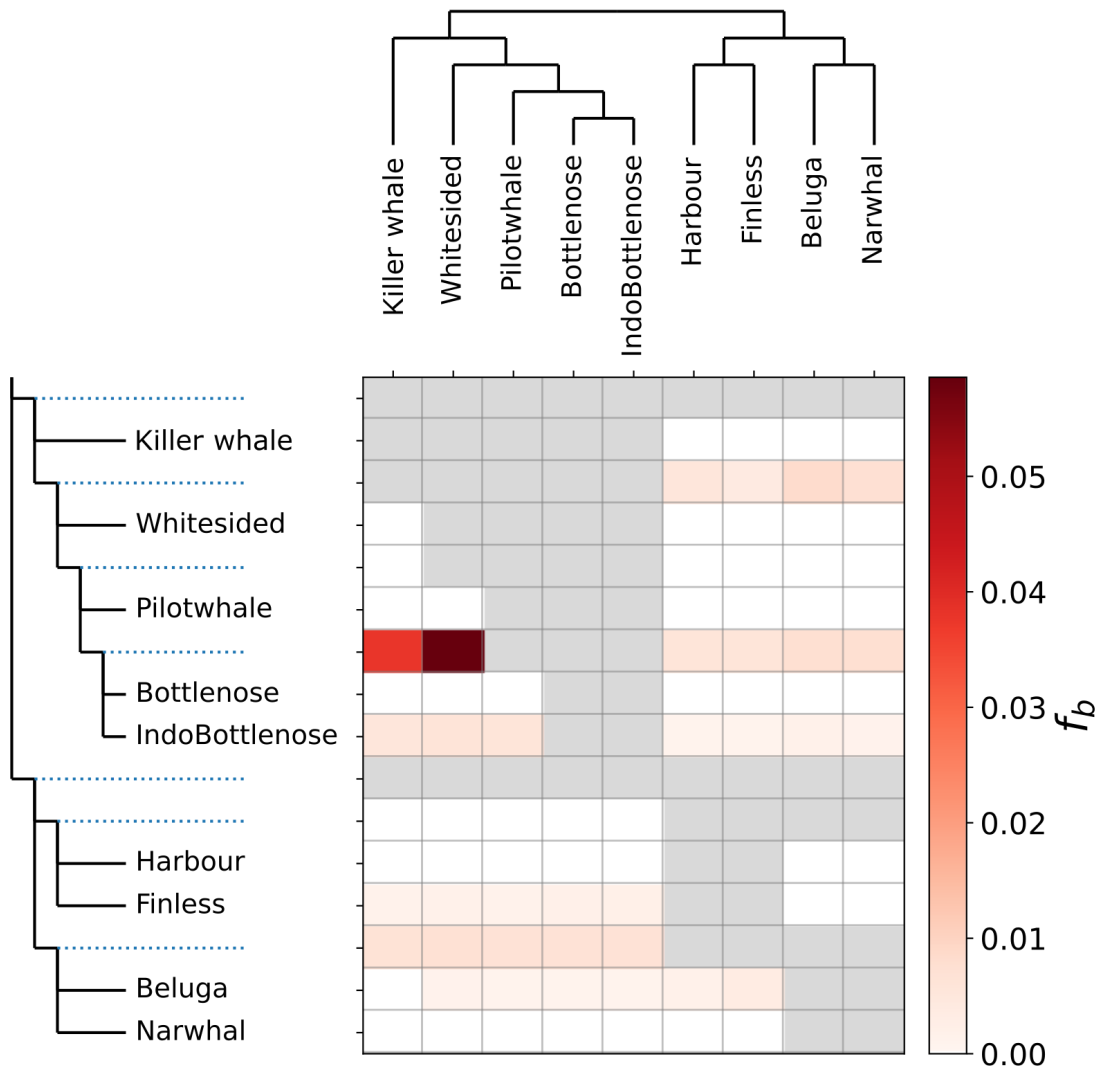 Killer whale
Whitesided
Pilotwhale
Bottlenose
IndoBottlenose
Harbour
Finless
Beluga
Narwhal
Killer whale
Whitesided
Pilotwhale
Bottlenose
IndoBottlenose
Harbour
Finless
Beluga
Narwhal
0.05
0.04
0.03
0.02
0.01
0.00
f_b